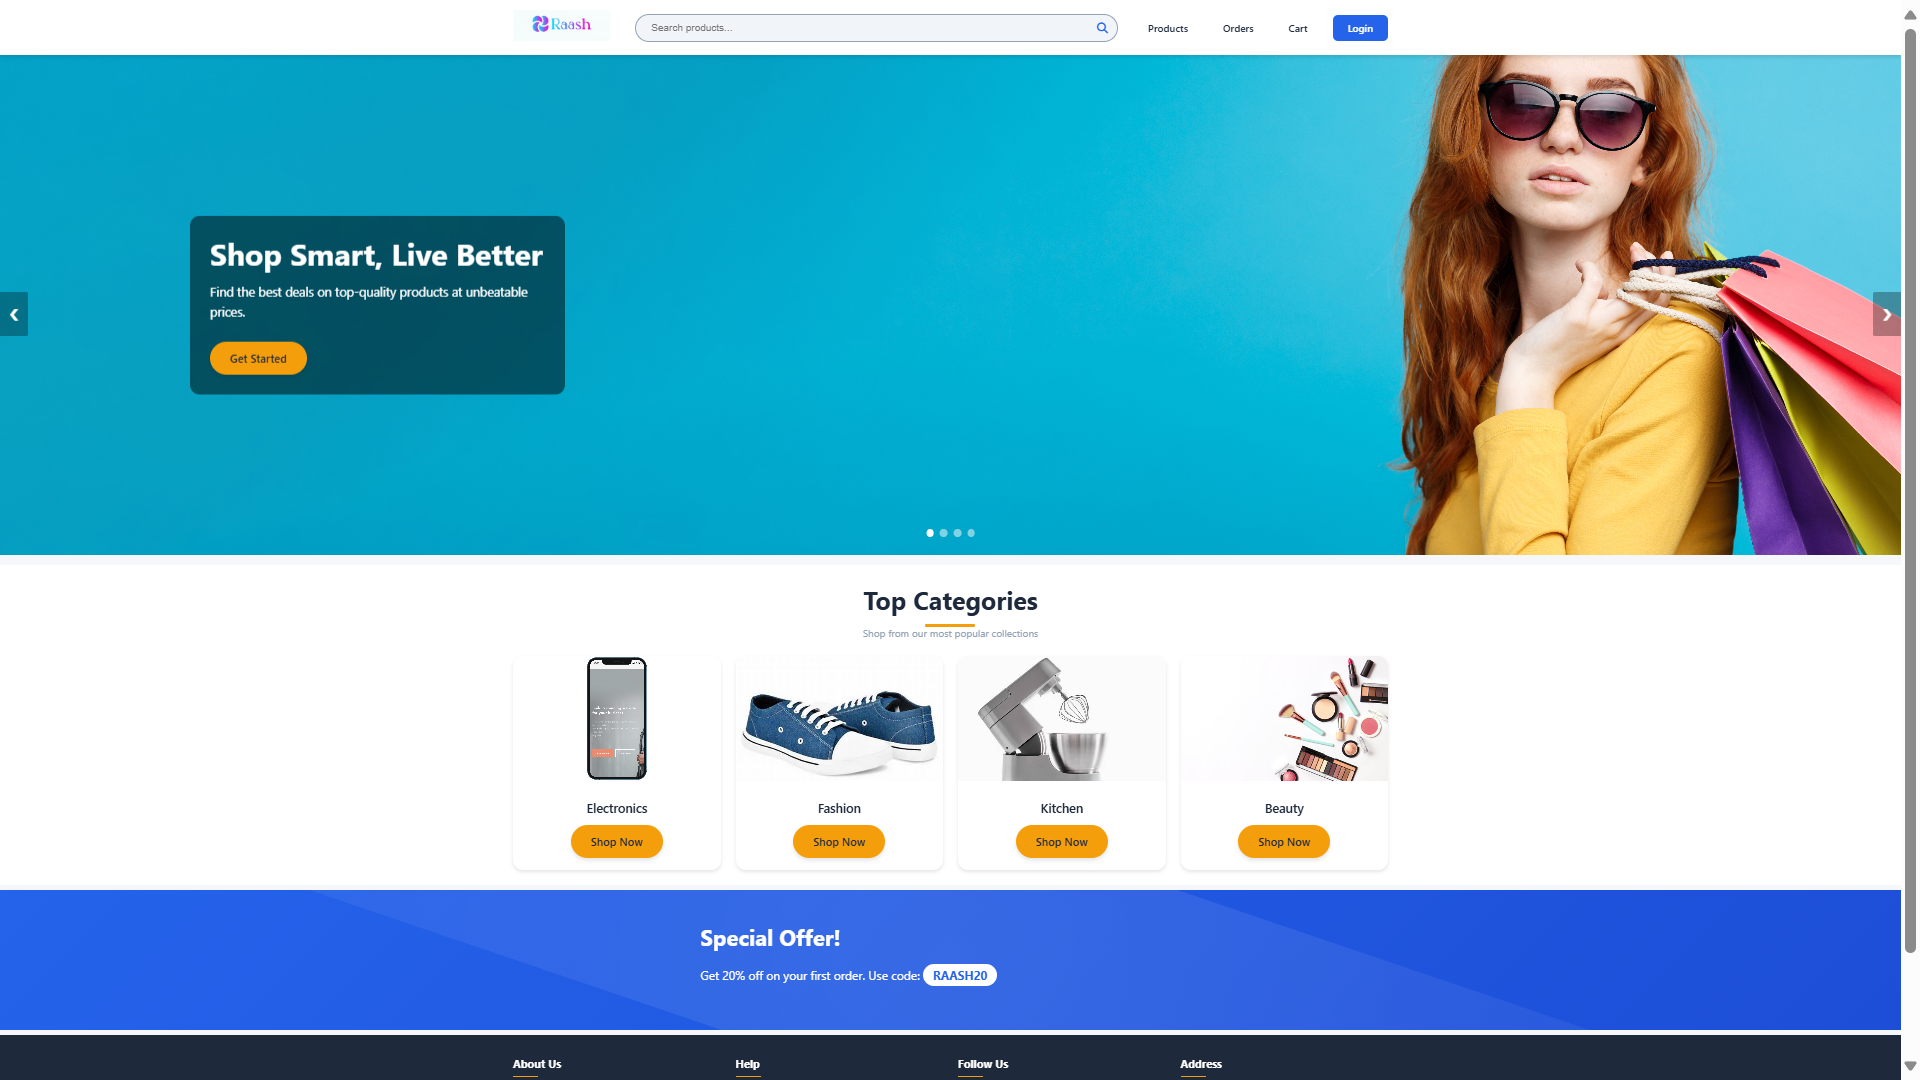 Raash
Search products...
Products
Orders
Cart
Login
Shop Smart, Live Better
Find the best deals on top-quality products at unbeatable
prices.
Get Started
Top Categories
Shop from our most popular collections
Electronics
Shop Now
Fashion
Shop Now
Kitchen
Shop Now
Beauty
Shop Now
Special Offer!
Get 20% off on your first order. Use code: RAASH20
About Us
Help
Follow Us
Address